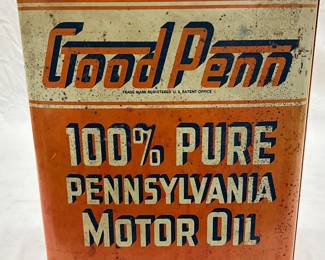 Good Penn
TRADE MARK REGISTERED U.S. PATENT OFFICE
100% PURE
PENNSYLVANIA
MOTOR OIL